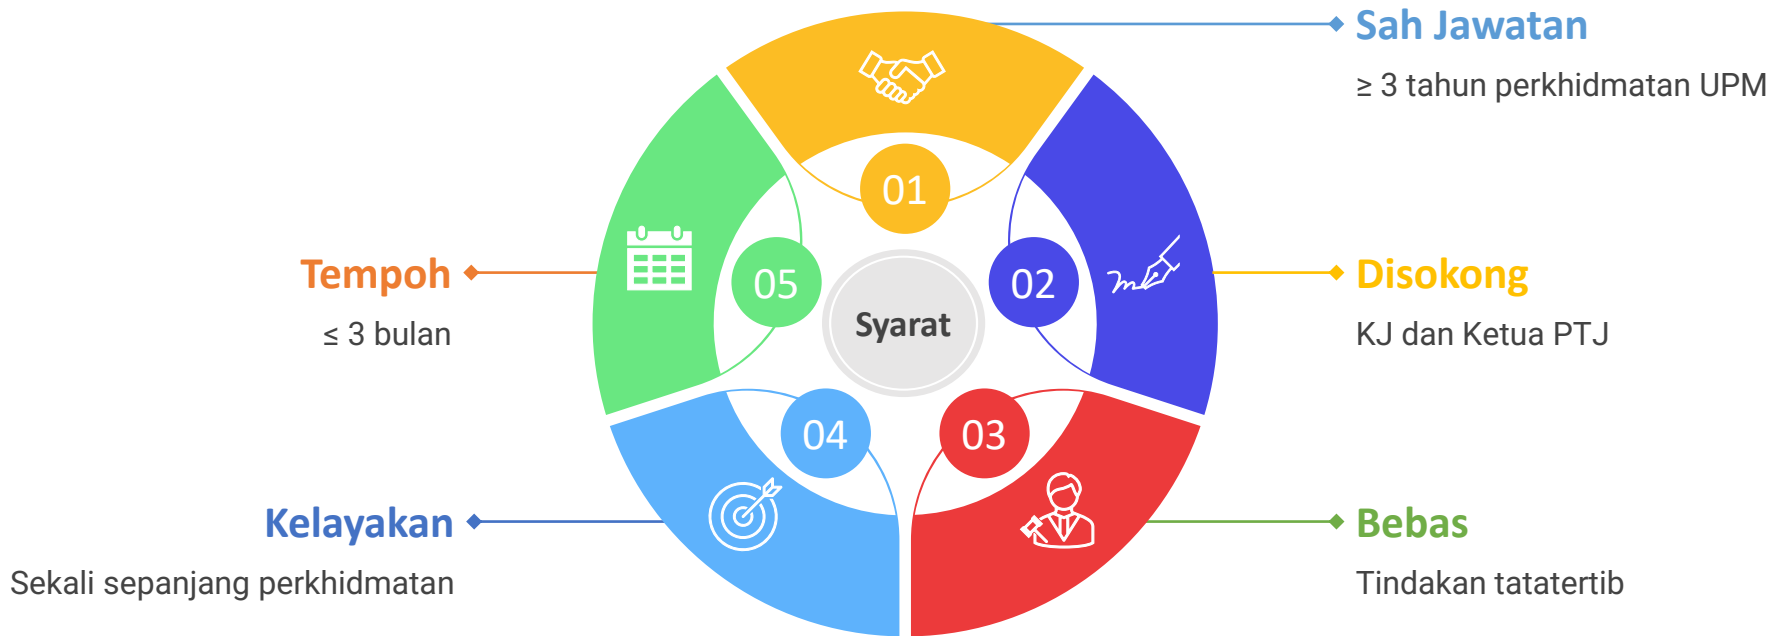 01
Sah Jawatan
≥ 3 tahun perkhidmatan UPM
02
Disokong
KJ dan Ketua PTJ
03
Bebas
Tindakan tatatertib
04
Kelayakan
Sekali sepanjang perkhidmatan
05
Tempoh
≤ 3 bulan
Syarat